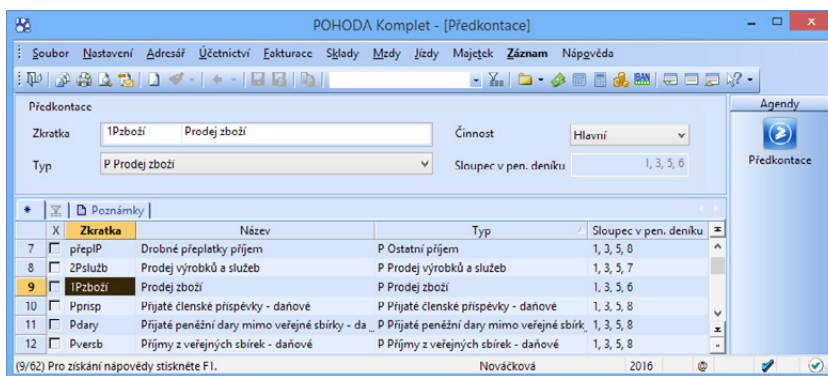 POHODA Komplet - [Předkontace]
Soubor Nastavení Adresář Účetnictví Fakturace Sklady Mzdy Jízdy Majetek Záznam Nápověda
IBAN
Předkontace
Zkratka 1Pzboží Prodej zboží Činnost Hlavní
Typ P Prodej zboží Sloupec v pen. deníku 1, 3, 5, 6
Agendy
Předkontace
* Poznámky
X Zkratka Název Typ Sloupec v pen. deníku
7 přeplP Drobné přeplatky příjem P Ostatní příjem 1, 3, 5, 8
8 2Pslužb Prodej výrobků a služeb P Prodej výrobků a služeb 1, 3, 5, 7
9 1Pzboží Prodej zboží P Prodej zboží 1, 3, 5, 6
10 Pprisp Přijaté členské příspěvky - daňové P Přijaté členské příspěvky - daňové 1, 3, 5, 8
11 Pdary Přijaté peněžní dary mimo veřejné sbírky - da... P Přijaté peněžní dary mimo veřejné sbírk 1, 3, 5, 8
12 Pversb Příjmy z veřejných sbírek - daňové P Příjmy z veřejných sbírek - daňové 1, 3, 5, 8
(9/62) Pro získání nápovědy stiskněte F1. Nováčková 2016 @